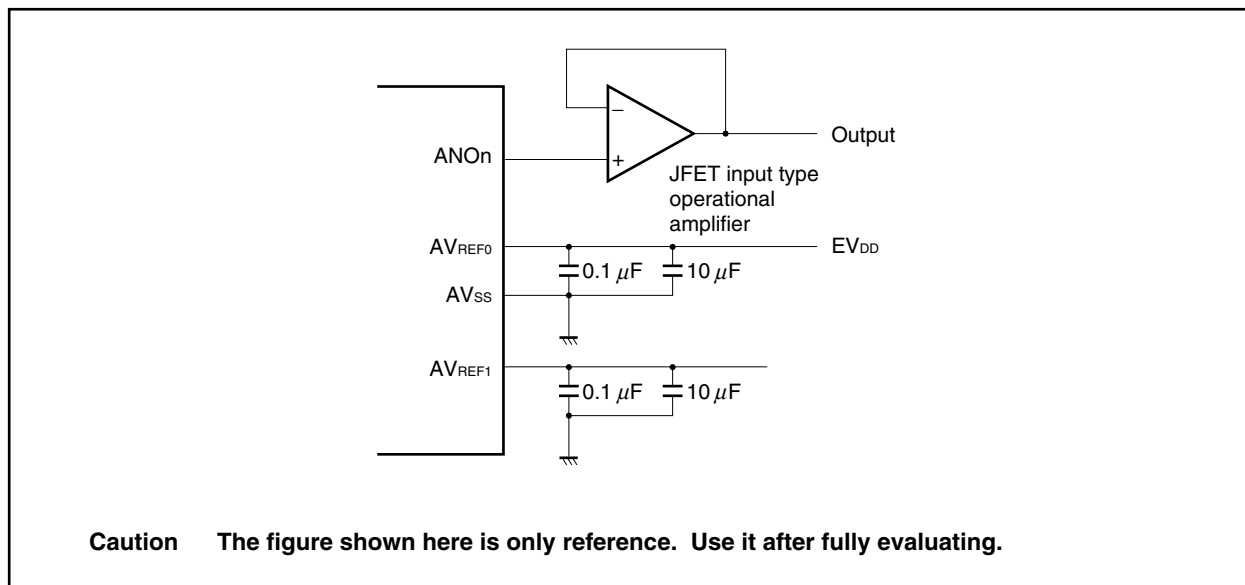 −
ANOn
+
Output
JFET input type
operational
amplifier
AVREF0
EVDD
0.1 μF 10 μF
AVSS
AVREF1
0.1 μF 10 μF
Caution The figure shown here is only reference. Use it after fully evaluating.